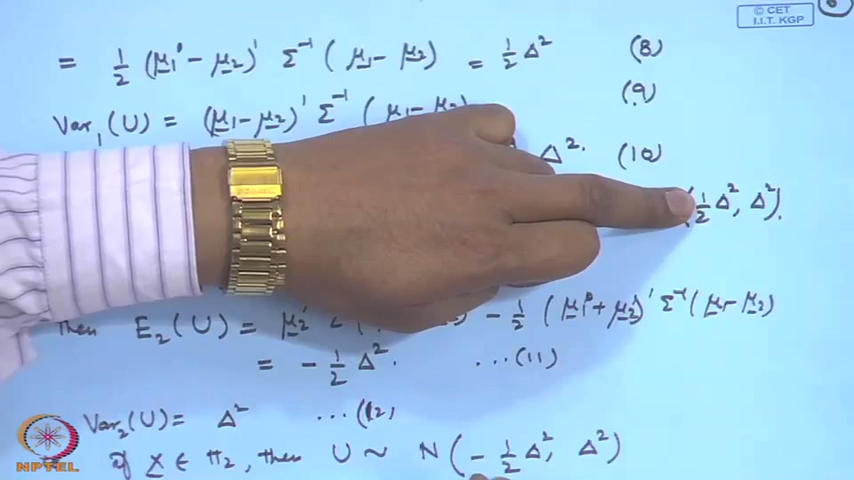 © CET
I.I.T. KGP
= 1/2 (μ₁ - μ₂)' Σ⁻¹ (μ₁ - μ₂) = 1/2 Δ² (8)
(9)
Var₁(U) = (μ₁ - μ₂)' Σ⁻¹ (μ₁ - μ₂)
Δ². (10)
(1/2 Δ², Δ²).
then E₂(U) = μ₂' - 1/2 (μ₁ + μ₂)' Σ⁻¹ (μ₁ - μ₂)
= - 1/2 Δ². ...(11)
Var₂(U) = Δ² ...(12)
if X ∈ π₂, then U ~ N(- 1/2 Δ², Δ²)
NPTEL